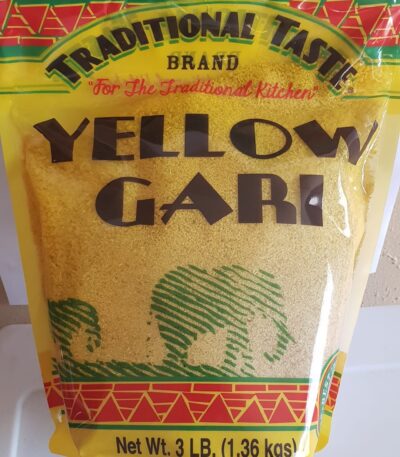 TRADITIONAL TASTE
BRAND
"For The Traditional Kitchen"
YELLOW
GARI
Net Wt. 3 LB. (1.36 kgs)